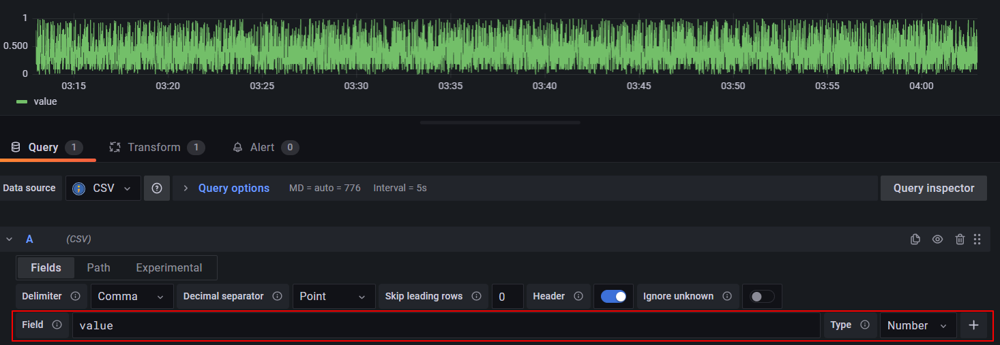 1
0.500
0
03:15 03:20 03:25 03:30 03:35 03:40 03:45 03:50 03:55 04:00
value
Query 1 Transform 1 Alert 0
Data source CSV Query options MD = auto = 776 Interval = 5s Query inspector
A (CSV)
Fields Path Experimental
Delimiter Comma Decimal separator Point Skip leading rows 0 Header Ignore unknown
Field value Type Number